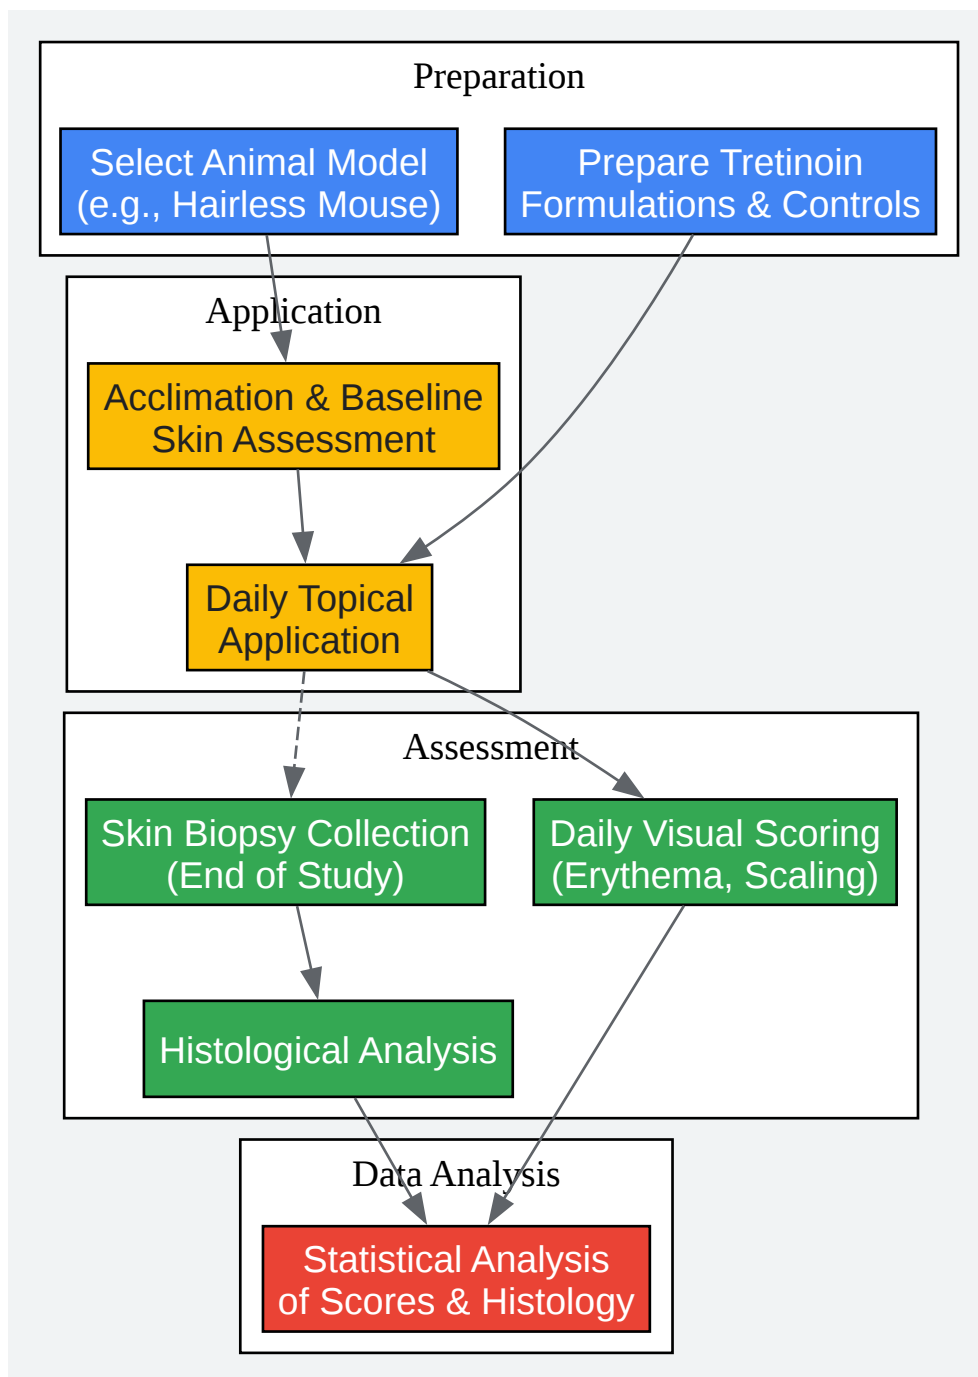 Preparation
Select Animal Model
(e.g., Hairless Mouse)
Prepare Tretinoin
Formulations & Controls
Application
Acclimation & Baseline
Skin Assessment
Daily Topical
Application
Assessment
Skin Biopsy Collection
(End of Study)
Daily Visual Scoring
(Erythema, Scaling)
Histological Analysis
Data Analysis
Statistical Analysis
of Scores & Histology